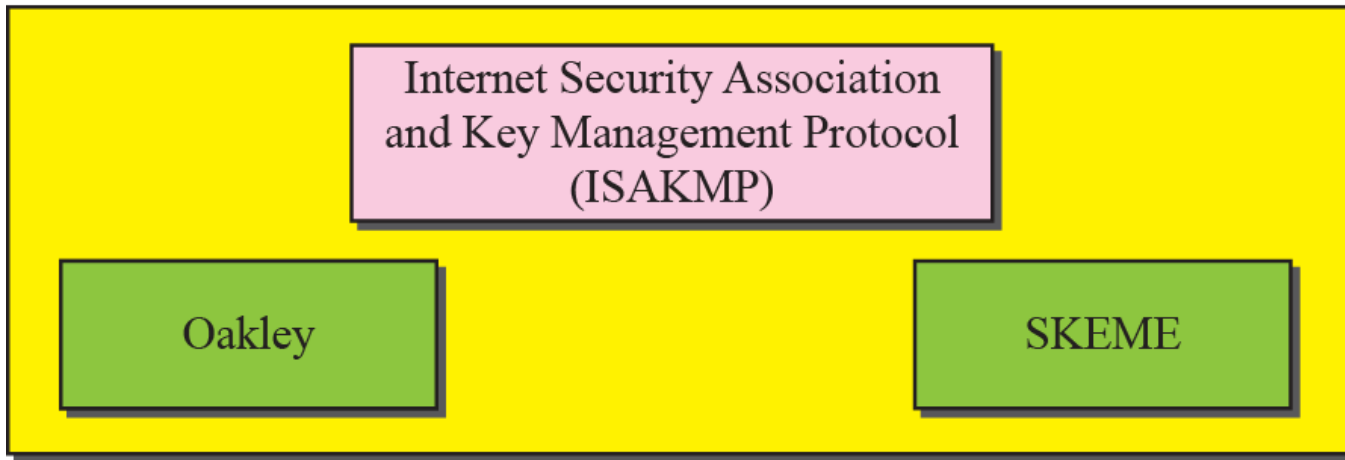 Internet Security Association
and Key Management Protocol
(ISAKMP)
Oakley
SKEME